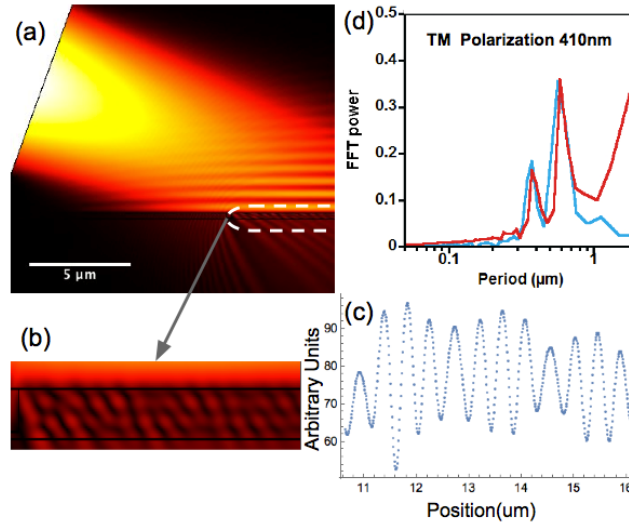 (a)
5 µm
(b)
(d)
TM Polarization 410nm
FFT power
0.5
0.4
0.3
0.2
0.1
0
0.1
1
Period (µm)
(c)
Arbitrary Units
90
80
70
60
11
12
13
14
15
16
Position(um)